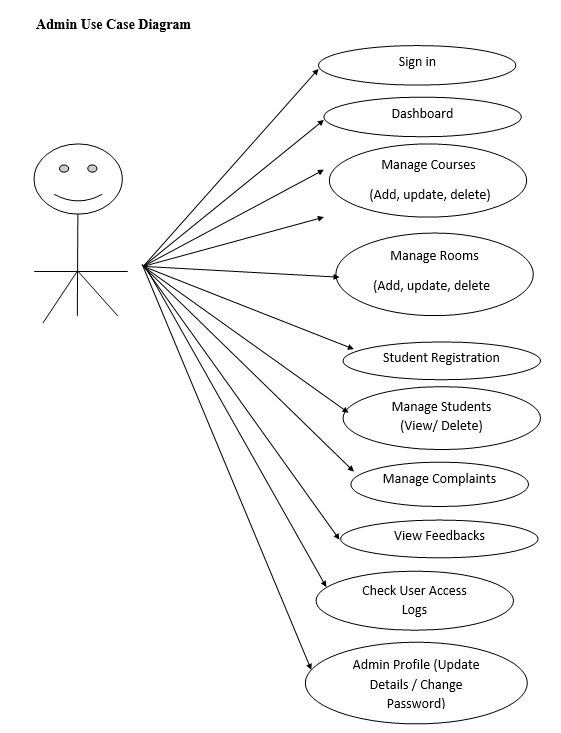 Admin Use Case Diagram
Sign in
Dashboard
Manage Courses
(Add, update, delete)
Manage Rooms
(Add, update, delete
Student Registration
Manage Students
(View/ Delete)
Manage Complaints
View Feedbacks
Check User Access
Logs
Admin Profile (Update
Details / Change
Password)